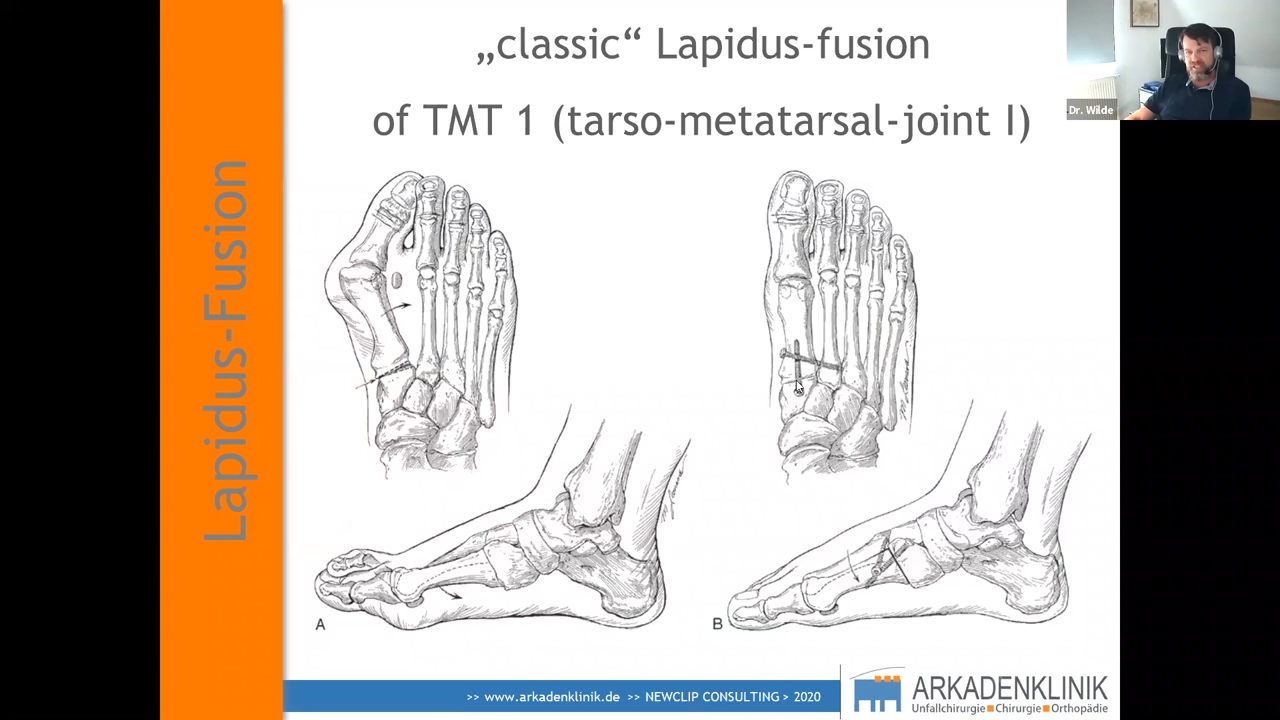 „classic“ Lapidus-fusion
of TMT 1 (tarso-metatarsal-joint I)
Dr. Wilde
Lapidus-Fusion
A
B
>> www.arkadenklinik.de >> NEWCLIP CONSULTING > 2020
ARKADENKLINIK
Unfallchirurgie ■ Chirurgie ■ Orthopädie